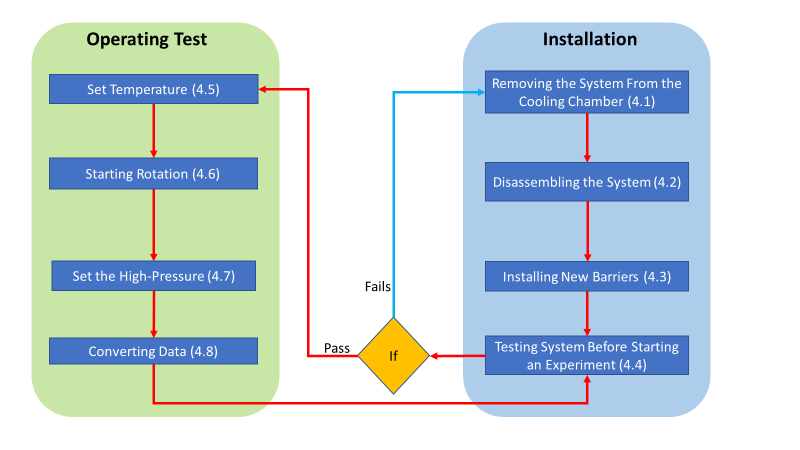 Operating Test
Set Temperature (4.5)
Starting Rotation (4.6)
Set the High-Pressure (4.7)
Converting Data (4.8)
Fails
Pass
If
Installation
Removing the System From the
Cooling Chamber (4.1)
Disassembling the System (4.2)
Installing New Barriers (4.3)
Testing System Before Starting
an Experiment (4.4)